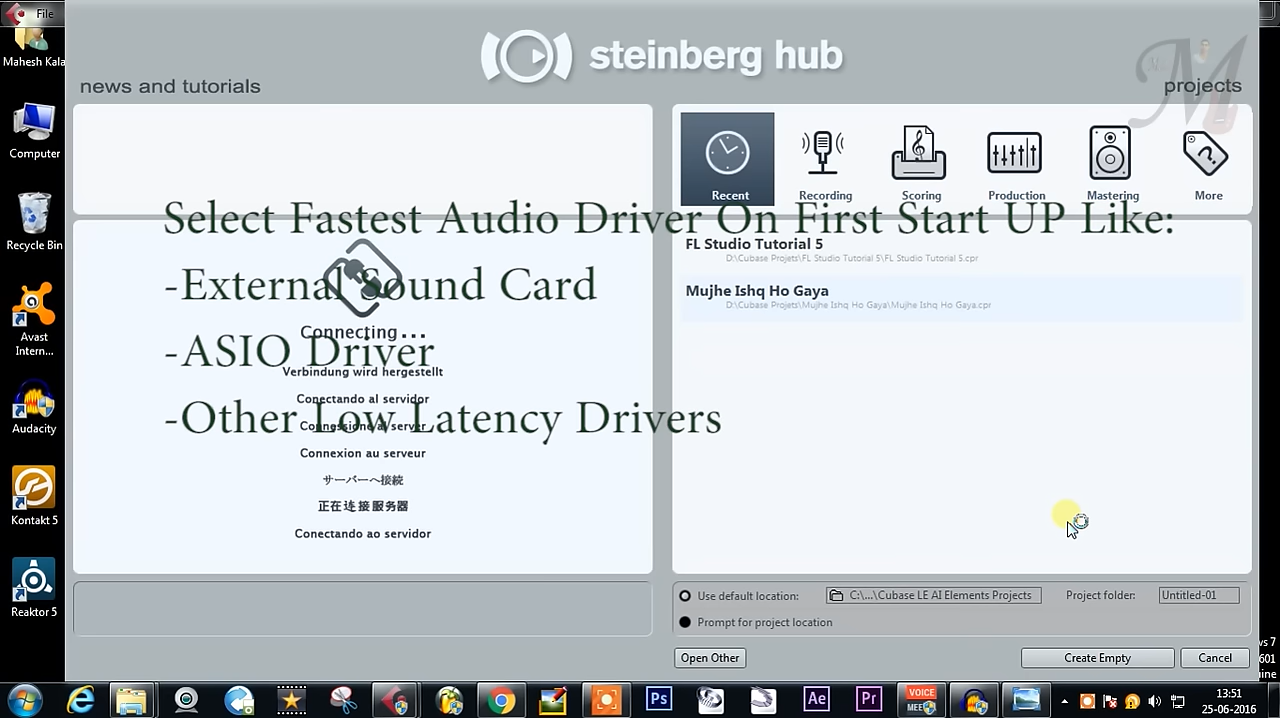 File
steinberg hub
news and tutorials
projects
Mahesh Kala
Computer
Recycle Bin
Avast
Intern...
Audacity
Kontakt 5
Reaktor 5
Recent
Recording
Scoring
Production
Mastering
More
Select Fastest Audio Driver On First Start UP Like:
-External Sound Card
-ASIO Driver
-Other Low Latency Drivers
Connecting ...
Verbindung wird hergestellt
Conectando al servidor
Connessione al server
Connexion au serveur
サーバーへ接続
正在连接服务器
Conectando ao servidor
FL Studio Tutorial 5
D:\Cubase Projets\FL Studio Tutorial 5\FL Studio Tutorial 5.cpr
Mujhe Ishq Ho Gaya
D:\Cubase Projets\Mujhe Ishq Ho Gaya\Mujhe Ishq Ho Gaya.cpr
Use default location:
C:\...\Cubase LE AI Elements Projects
Project folder:
Untitled-01
Prompt for project location
Open Other
Create Empty
Cancel
Ps
Ae
Pr
VOICE
MEE
13:51
25-06-2016